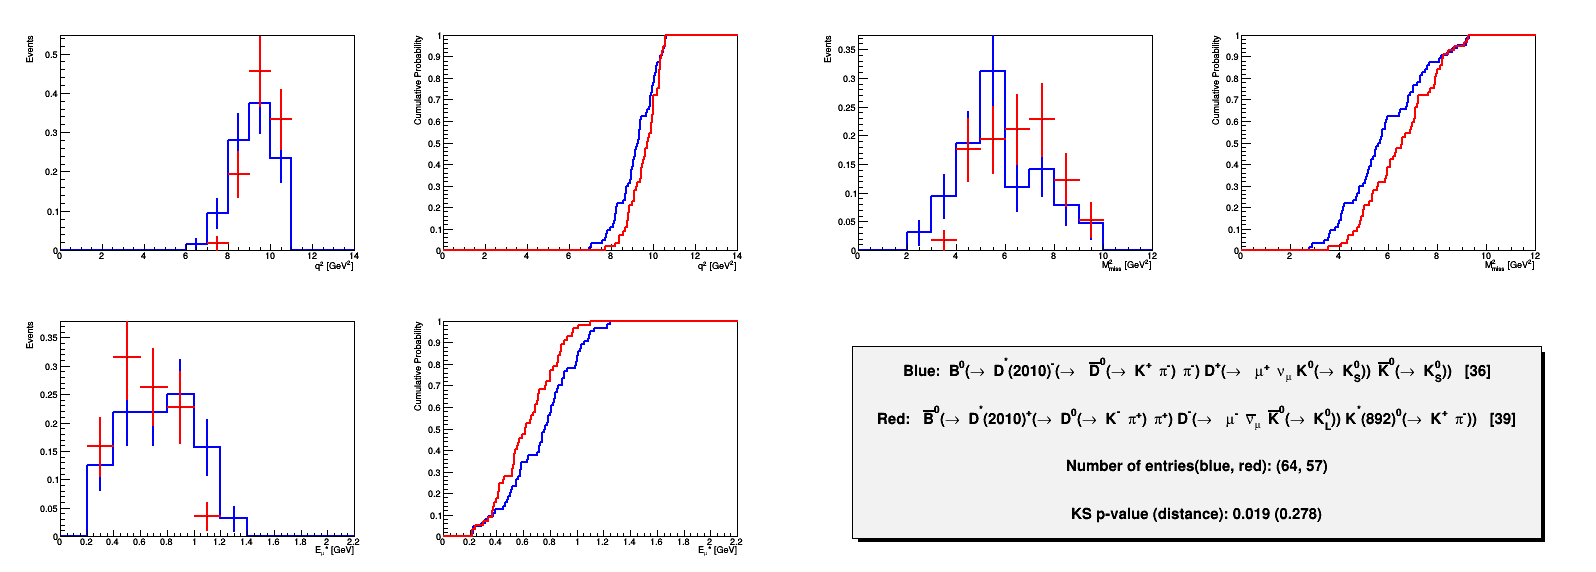 Events
0.5
0.4
0.3
0.2
0.1
0
0 2 4 6 8 10 12 14
q² [GeV²]
Cumulative Probability
1
0.9
0.8
0.7
0.6
0.5
0.4
0.3
0.2
0.1
0
0 2 4 6 8 10 12 14
q² [GeV²]
Events
0.35
0.3
0.25
0.2
0.15
0.1
0.05
0
0 2 4 6 8 10 12
M²miss [GeV²]
Cumulative Probability
1
0.9
0.8
0.7
0.6
0.5
0.4
0.3
0.2
0.1
0
0 2 4 6 8 10 12
M²miss [GeV²]
Events
0.35
0.3
0.25
0.2
0.15
0.1
0.05
0
0 0.2 0.4 0.6 0.8 1 1.2 1.4 1.6 1.8 2 2.2
Eμ* [GeV]
Cumulative Probability
1
0.9
0.8
0.7
0.6
0.5
0.4
0.3
0.2
0.1
0
0 0.2 0.4 0.6 0.8 1 1.2 1.4 1.6 1.8 2 2.2
Eμ* [GeV]
Blue: B⁰(→ D*(2010)⁻(→ D̅⁰(→ K⁺ π⁻) π⁻) D⁺(→ μ⁺ νμ K⁰(→ K⁰S)) K̅⁰(→ K⁰S)) [36]
Red: B̅⁰(→ D*(2010)⁺(→ D⁰(→ K⁻ π⁺) π⁺) D⁻(→ μ⁻ ν̅μ K̅⁰(→ K⁰L)) K*(892)⁰(→ K⁺ π⁻)) [39]
Number of entries(blue, red): (64, 57)
KS p-value (distance): 0.019 (0.278)